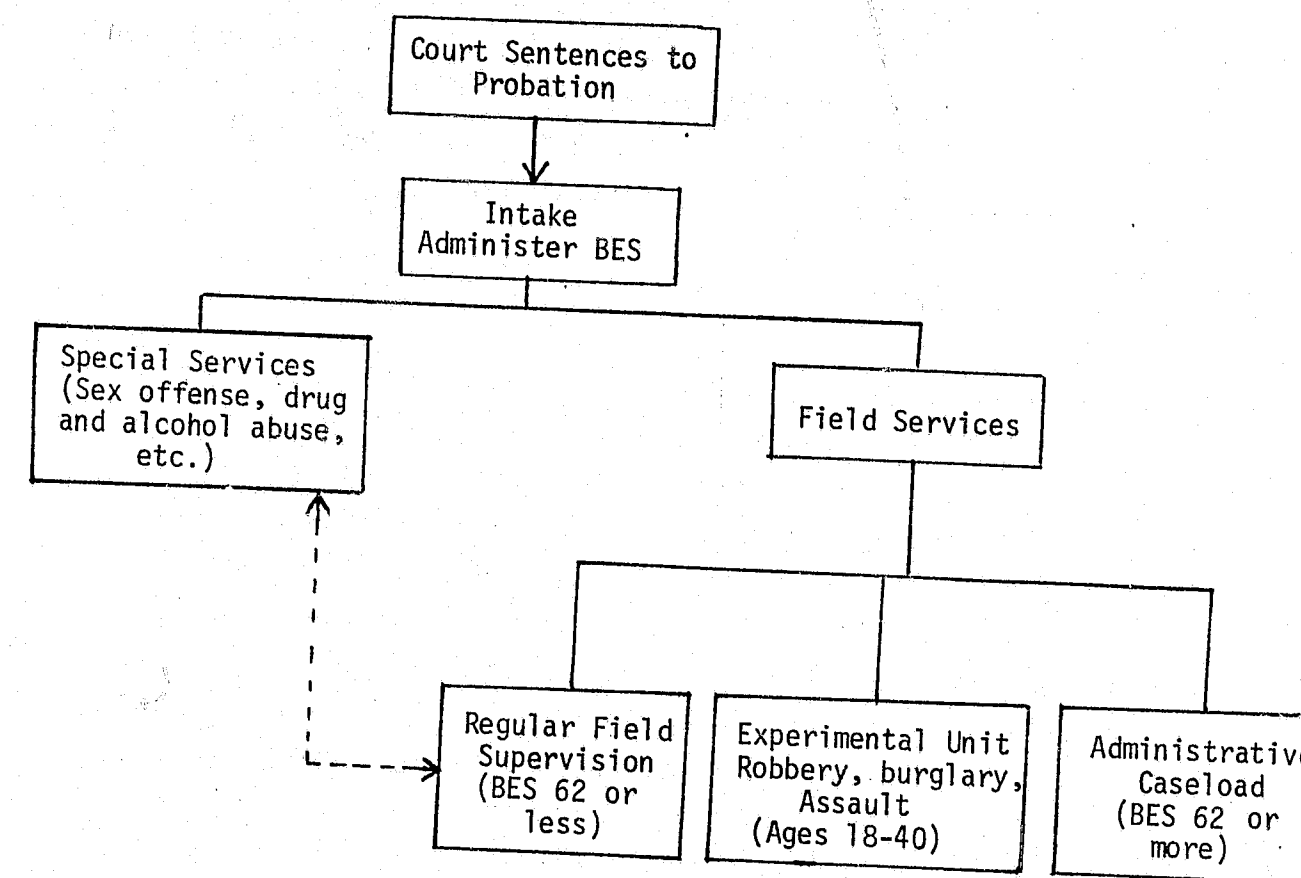 Court Sentences to
Probation
Intake
Administer BES
Special Services
(Sex offense, drug
and alcohol abuse,
etc.)
Field Services
Regular Field
Supervision
(BES 62 or
less)
Experimental Unit
Robbery, burglary,
Assault
(Ages 18-40)
Administrative
Caseload
(BES 62 or
more)